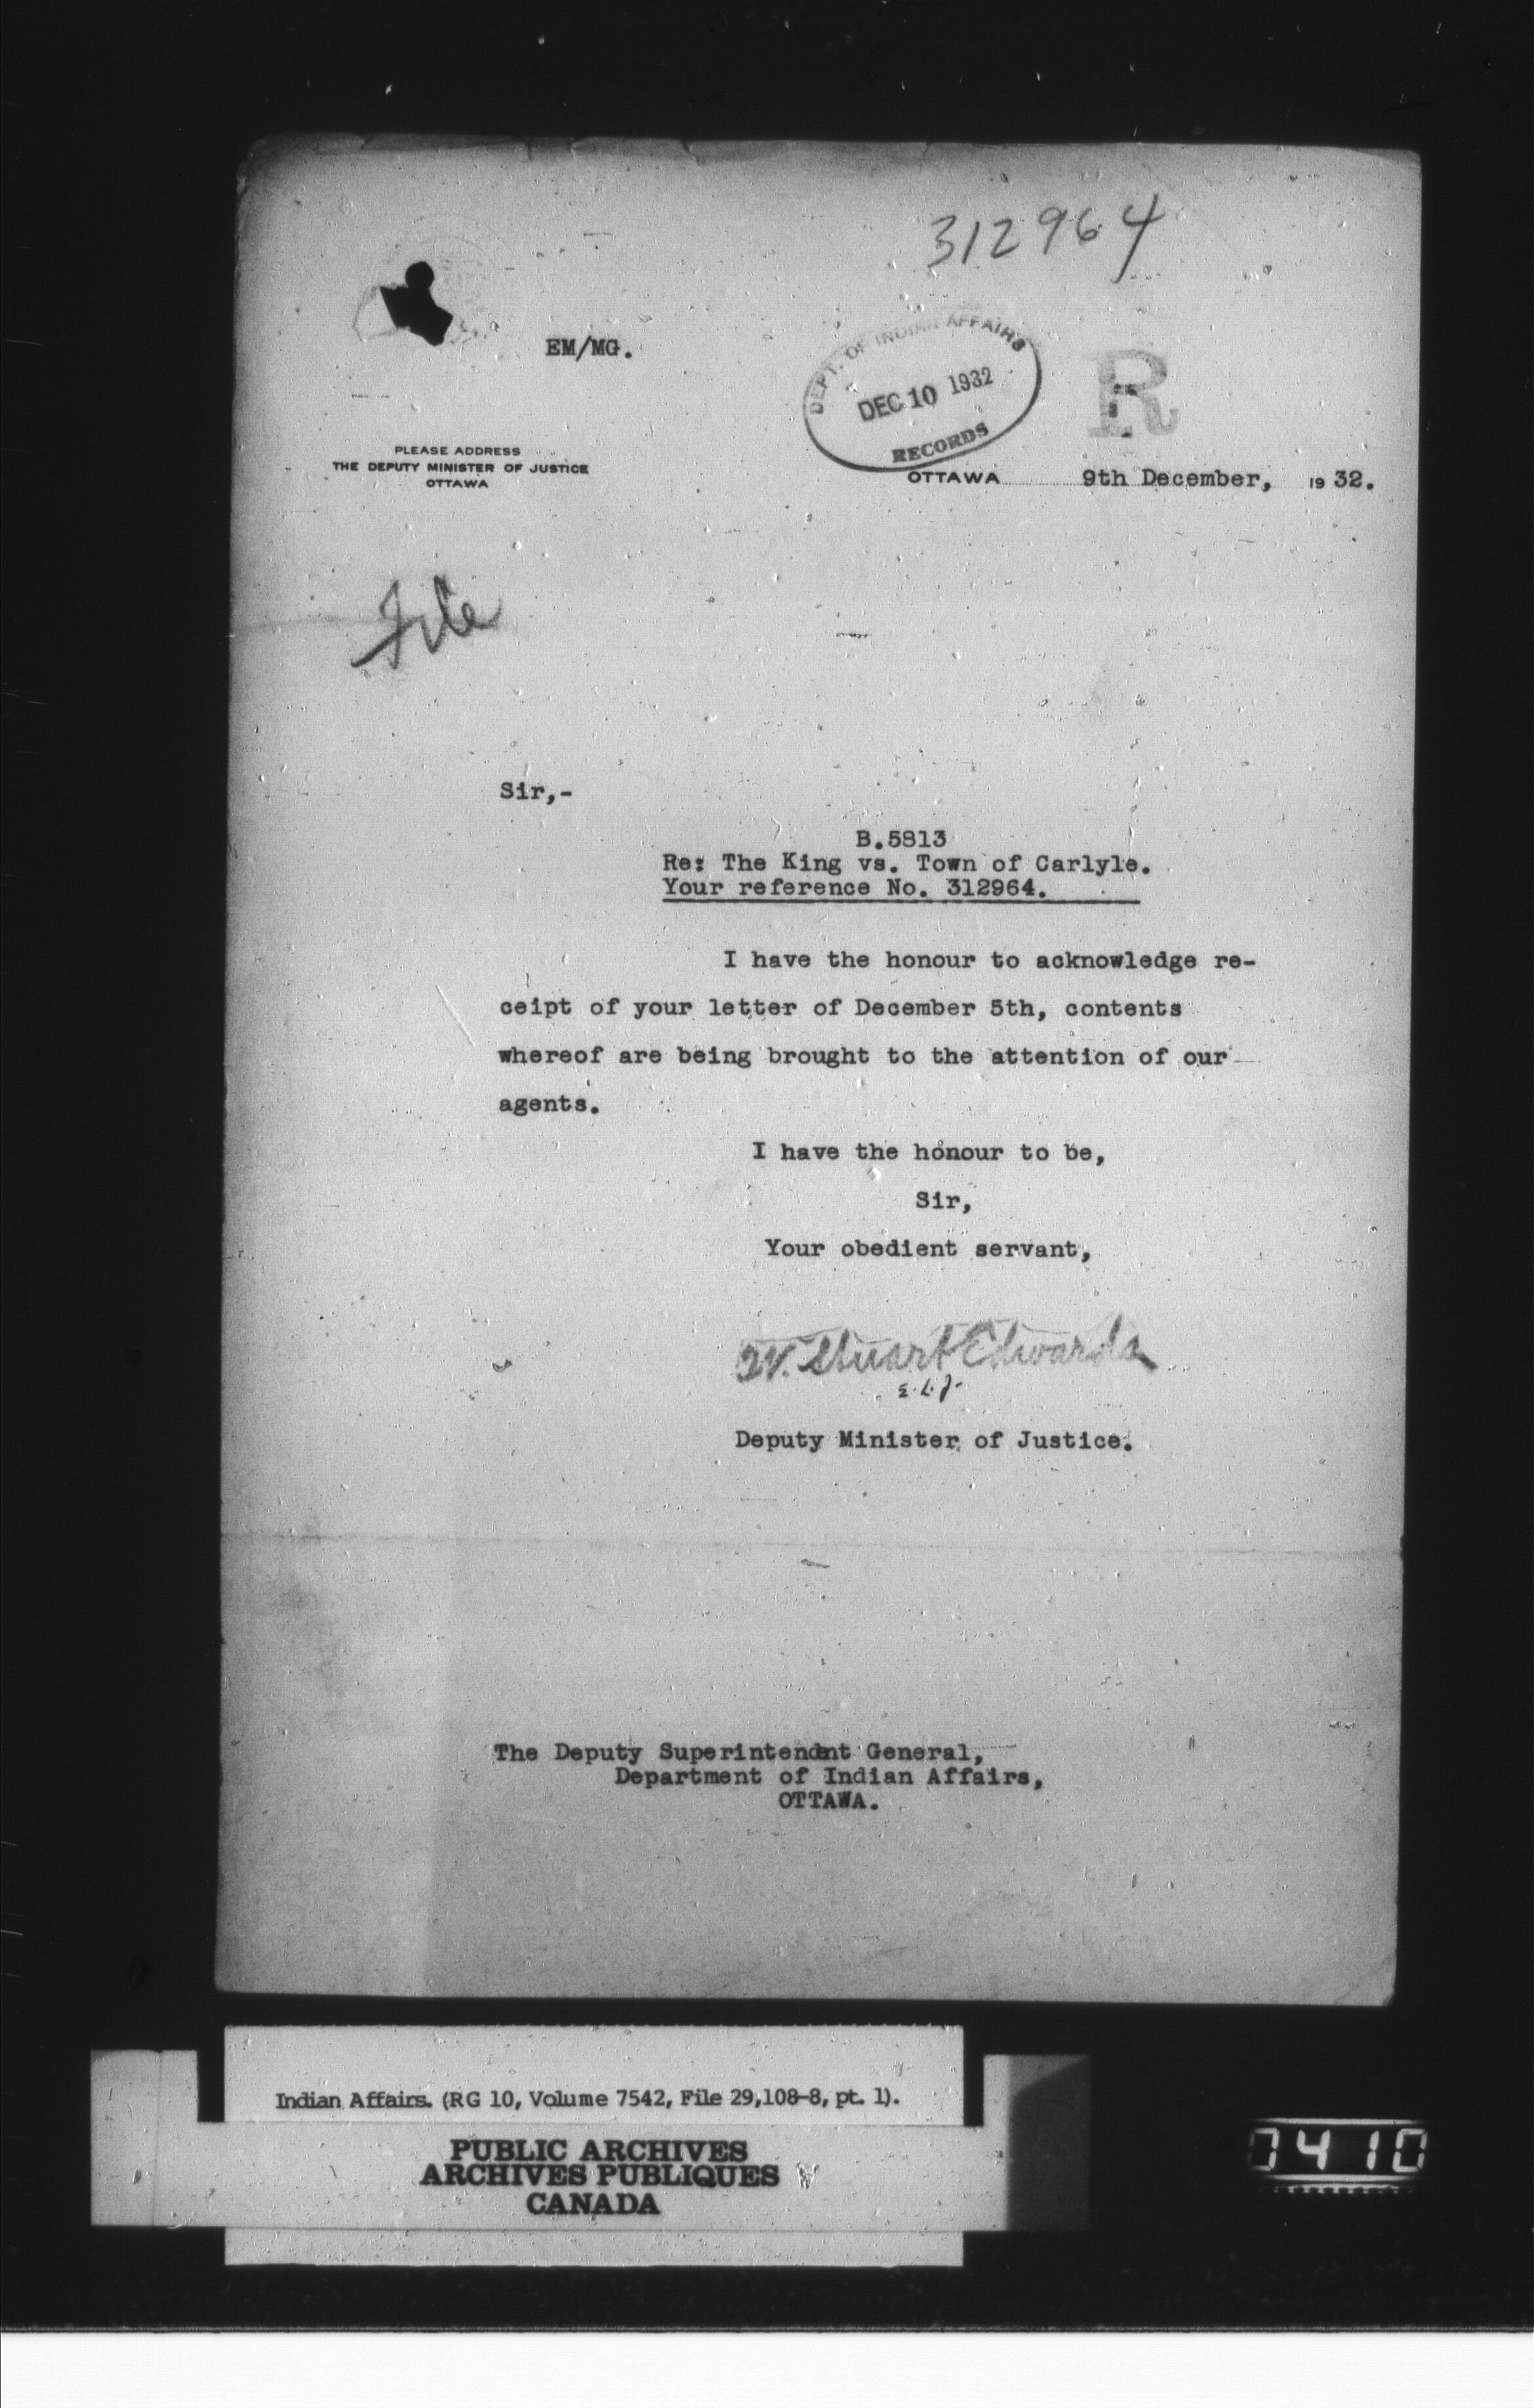 312964
EM/MG.
DEPT. OF INDIAN AFFAIRS
DEC 10 1932
RECORDS
R
PLEASE ADDRESS
THE DEPUTY MINISTER OF JUSTICE
OTTAWA
OTTAWA 9th December, 1932.
File
Sir,-
B.5813
Re: The King vs. Town of Carlyle.
Your reference No. 312964.
I have the honour to acknowledge re-
ceipt of your letter of December 5th, contents
whereof are being brought to the attention of our
agents.
I have the honour to be,
Sir,
Your obedient servant,
W. Stuart Edwards
E.L.J.
Deputy Minister of Justice.
The Deputy Superintendent General,
Department of Indian Affairs,
OTTAWA.
Indian Affairs. (RG 10, Volume 7542, File 29,108-8, pt. 1).
PUBLIC ARCHIVES
ARCHIVES PUBLIQUES
CANADA
0410